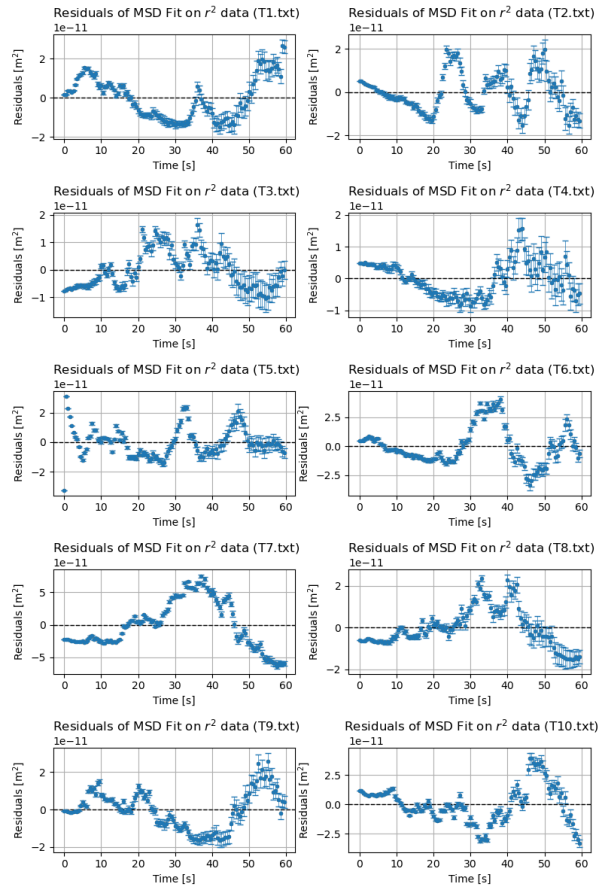 Residuals of MSD Fit on r² data (T1.txt)
1e−11
Residuals [m²]
2
0
−2
0 10 20 30 40 50 60
Time [s]
Residuals of MSD Fit on r² data (T2.txt)
1e−11
Residuals [m²]
2
0
−2
0 10 20 30 40 50 60
Time [s]
Residuals of MSD Fit on r² data (T3.txt)
1e−11
Residuals [m²]
2
1
0
−1
0 10 20 30 40 50 60
Time [s]
Residuals of MSD Fit on r² data (T4.txt)
1e−11
Residuals [m²]
2
1
0
−1
0 10 20 30 40 50 60
Time [s]
Residuals of MSD Fit on r² data (T5.txt)
1e−11
Residuals [m²]
2
0
−2
0 10 20 30 40 50 60
Time [s]
Residuals of MSD Fit on r² data (T6.txt)
1e−11
Residuals [m²]
2.5
0.0
−2.5
0 10 20 30 40 50 60
Time [s]
Residuals of MSD Fit on r² data (T7.txt)
1e−11
Residuals [m²]
5
0
−5
0 10 20 30 40 50 60
Time [s]
Residuals of MSD Fit on r² data (T8.txt)
1e−11
Residuals [m²]
2
0
−2
0 10 20 30 40 50 60
Time [s]
Residuals of MSD Fit on r² data (T9.txt)
1e−11
Residuals [m²]
2
0
−2
0 10 20 30 40 50 60
Time [s]
Residuals of MSD Fit on r² data (T10.txt)
1e−11
Residuals [m²]
2.5
0.0
−2.5
0 10 20 30 40 50 60
Time [s]